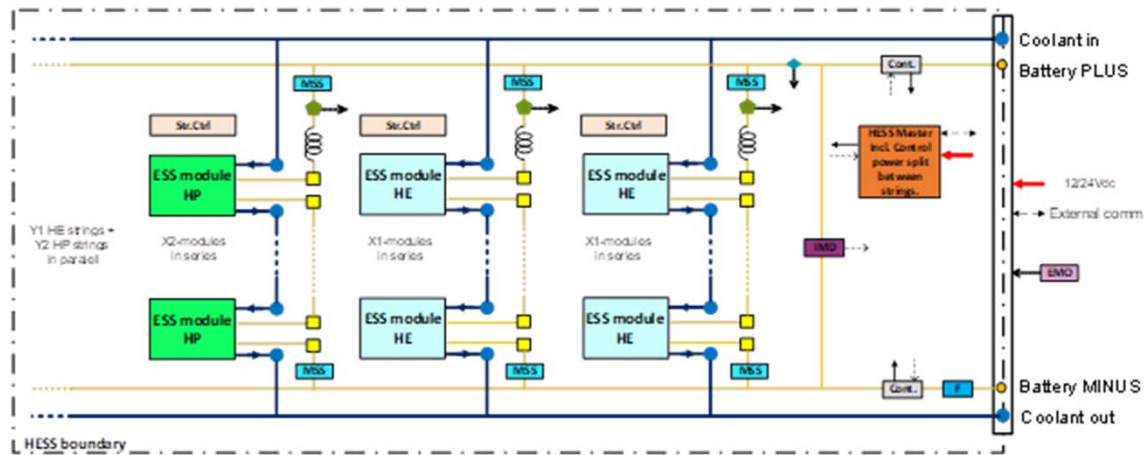 Coolant in
Cont.
Battery PLUS
MSS
MSS
MSS
Str.Ctrl
Str.Ctrl
Str.Ctrl
HESS Master
incl. Control
power split
between
strings.
ESS module
HP
ESS module
HE
ESS module
HE
12/24Vdc
External comm
Y1 HE strings +
Y2 HP strings
in paralell
X2-modules
in series
X1-modules
in series
X1-modules
in series
IMD
EMO
ESS module
HP
ESS module
HE
ESS module
HE
MSS
MSS
MSS
Cont.
F
Battery MINUS
Coolant out
HESS boundary